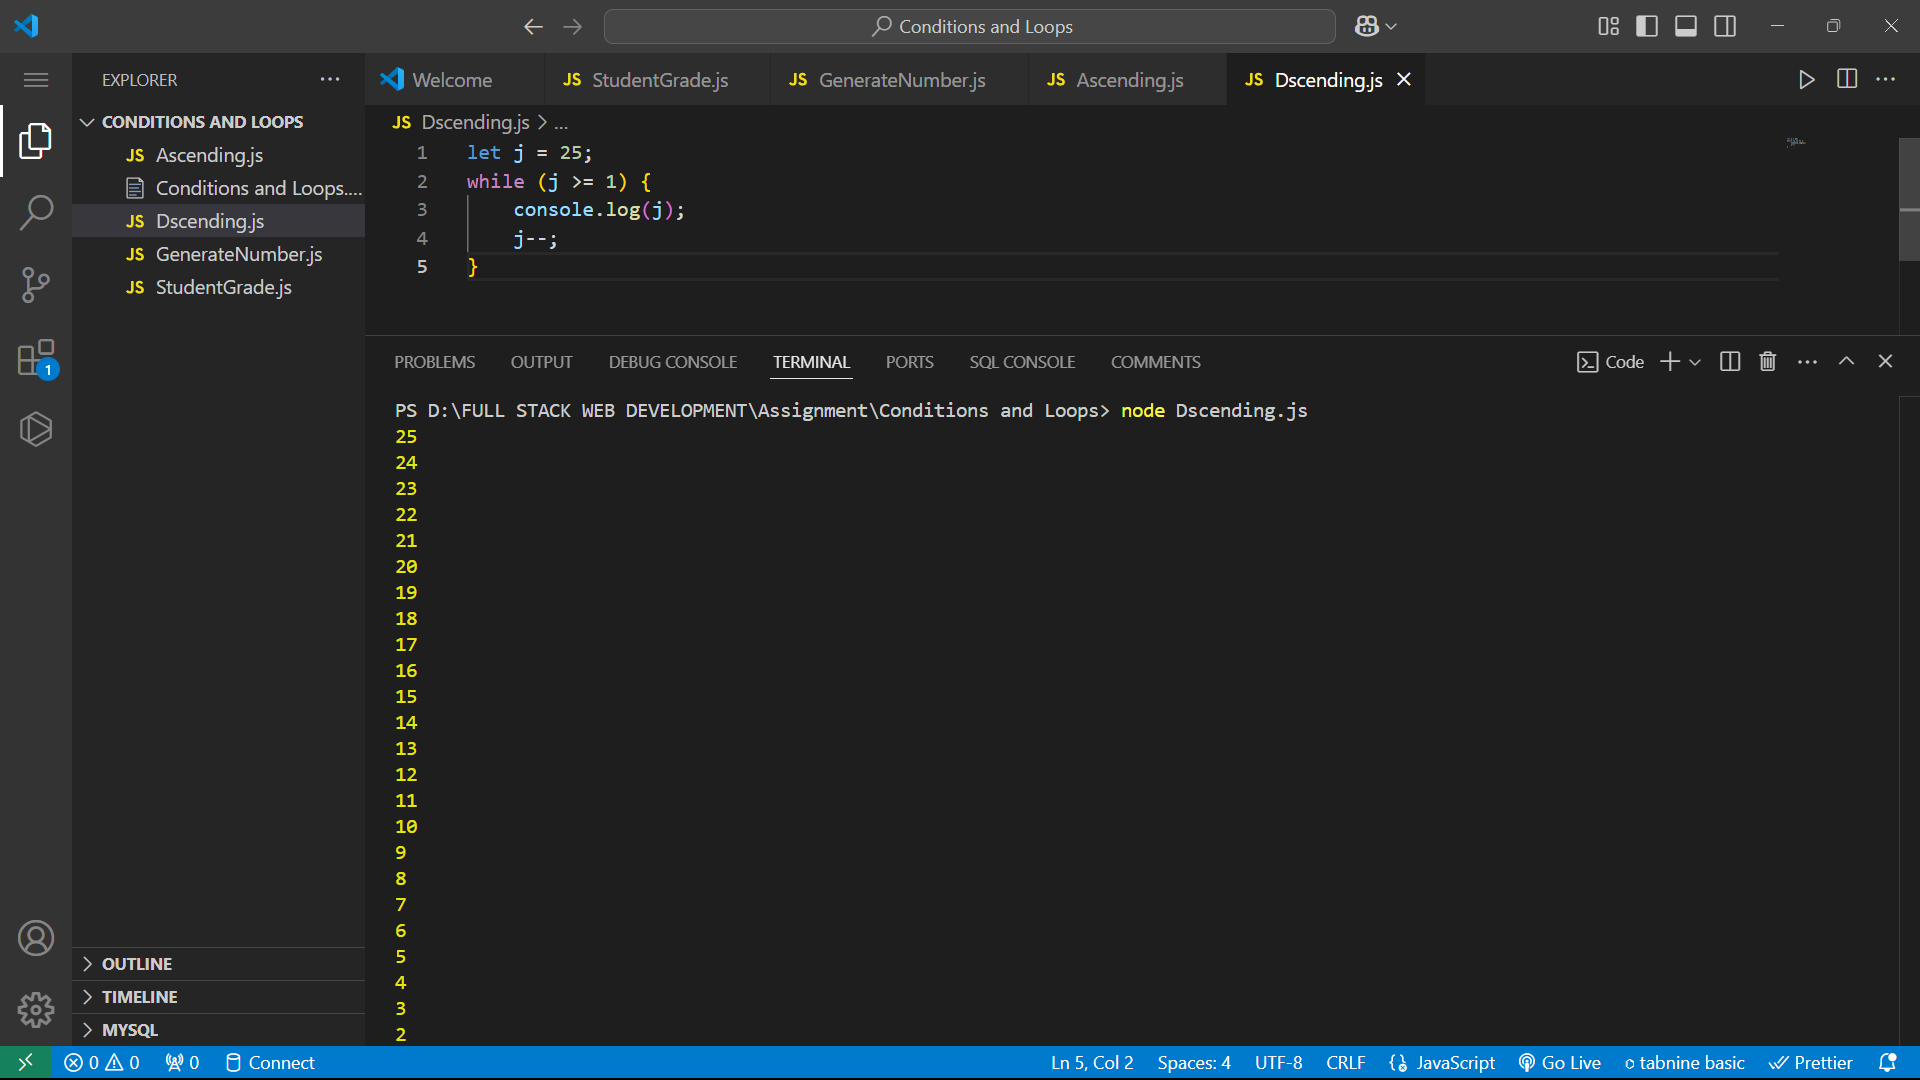 Conditions and Loops
EXPLORER
CONDITIONS AND LOOPS
JS Ascending.js
Conditions and Loops....
JS Dscending.js
JS GenerateNumber.js
JS StudentGrade.js
OUTLINE
TIMELINE
MYSQL
1
Welcome JS StudentGrade.js JS GenerateNumber.js JS Ascending.js JS Dscending.js
JS Dscending.js > ...
1 let j = 25;
2 while (j >= 1) {
3 console.log(j);
4 j--;
5 }
PROBLEMS OUTPUT DEBUG CONSOLE TERMINAL PORTS SQL CONSOLE COMMENTS Code
PS D:\FULL STACK WEB DEVELOPMENT\Assignment\Conditions and Loops> node Dscending.js
25
24
23
22
21
20
19
18
17
16
15
14
13
12
11
10
9
8
7
6
5
4
3
2
0 0 0 Connect Ln 5, Col 2 Spaces: 4 UTF-8 CRLF JavaScript Go Live tabnine basic Prettier